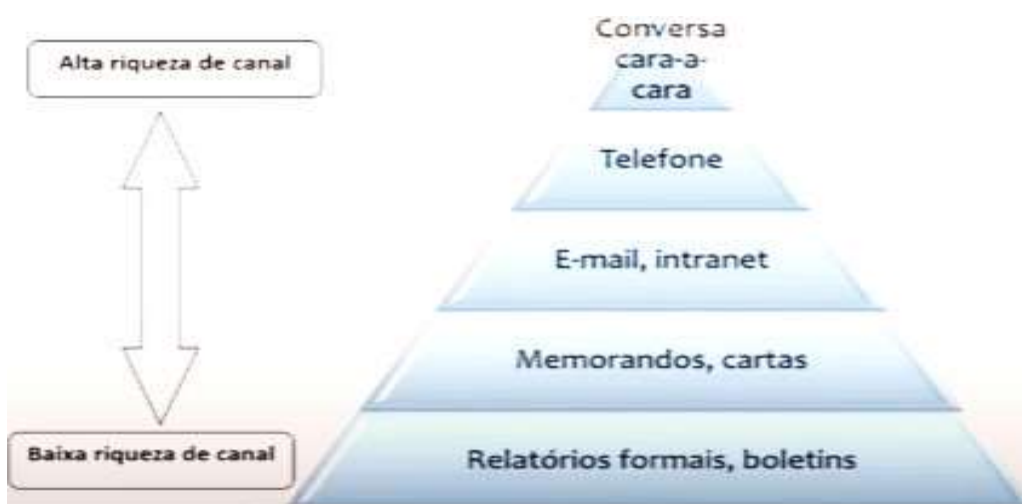 Alta riqueza de canal
Baixa riqueza de canal
Conversa
cara-a-
cara
Telefone
E-mail, intranet
Memorandos, cartas
Relatórios formais, boletins